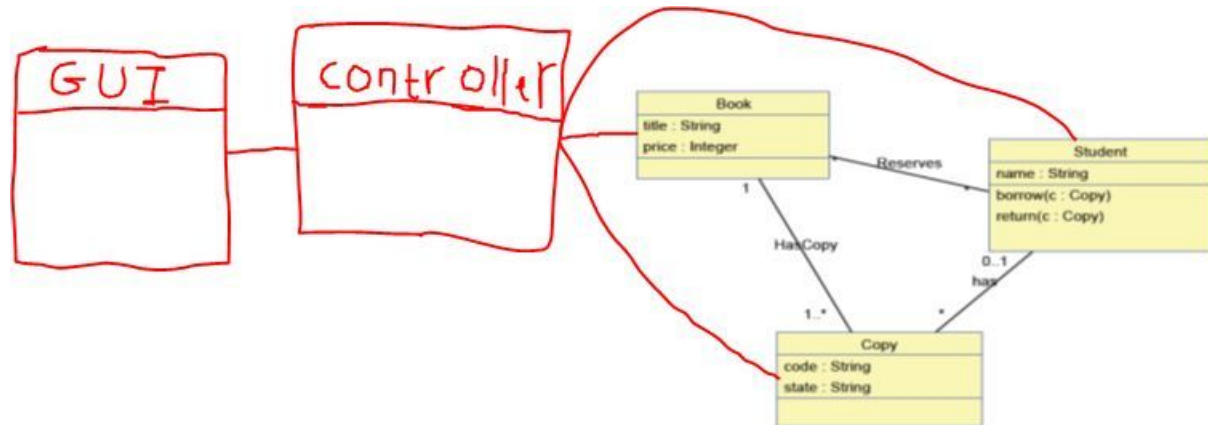 GUI
controller
Book
title : String
price : Integer
* Reserves *
1
Student
name : String
borrow(c : Copy)
return(c : Copy)
HasCopy
0..1
has
1..* *
Copy
code : String
state : String